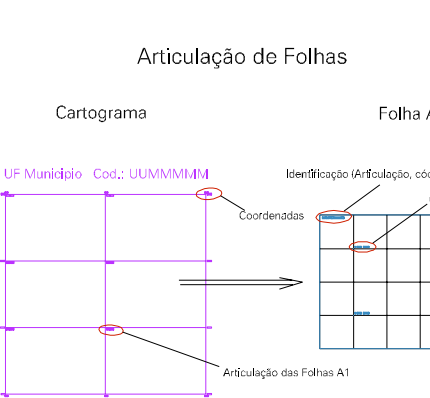 Articulação de Folhas
Cartograma
Folha A
UF Municipio Cod.: UUMMMMM
Identificação (Articulação, cód
Coordenadas
Articulação das Folhas A1